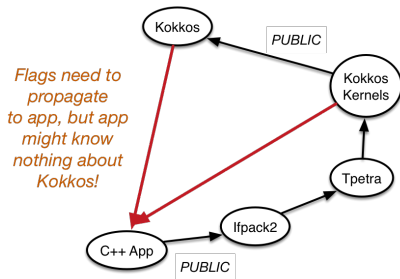 Kokkos
PUBLIC
Flags need to
propagate
to app, but app
might know
nothing about
Kokkos!
Kokkos
Kernels
Tpetra
Ifpack2
C++ App
PUBLIC